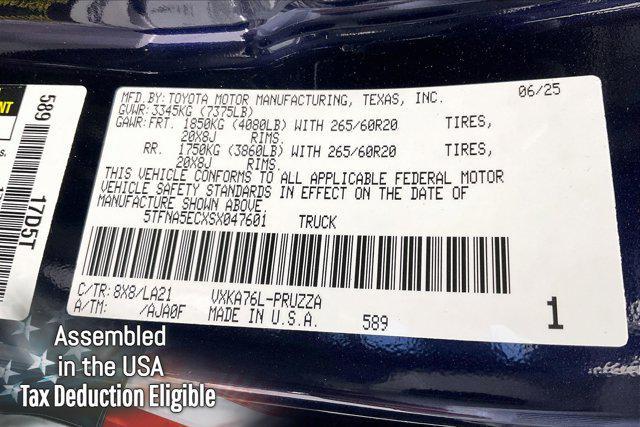 MFD.BY:TOYOTA MOTOR MANUFACTURING, TEXAS, INC. 06/25
GVWR:3345KG (7375LB)
GAWR:FRT. 1850KG (4080LB) WITH 265/60R20 TIRES,
20X8J RIMS.
RR. 1750KG (3860LB) WITH 265/60R20 TIRES,
20X8J RIMS.
THIS VEHICLE CONFORMS TO ALL APPLICABLE FEDERAL MOTOR
VEHICLE SAFETY STANDARDS IN EFFECT ON THE DATE OF
MANUFACTURE SHOWN ABOVE.
5TFNA5ECXSX047601 TRUCK
C/TR:8X8/LA21 VXKA76L-PRUZZA
A/TM: /AJA0F MADE IN U.S.A. 589 1
589
17D5T
Assembled
in the USA
Tax Deduction Eligible